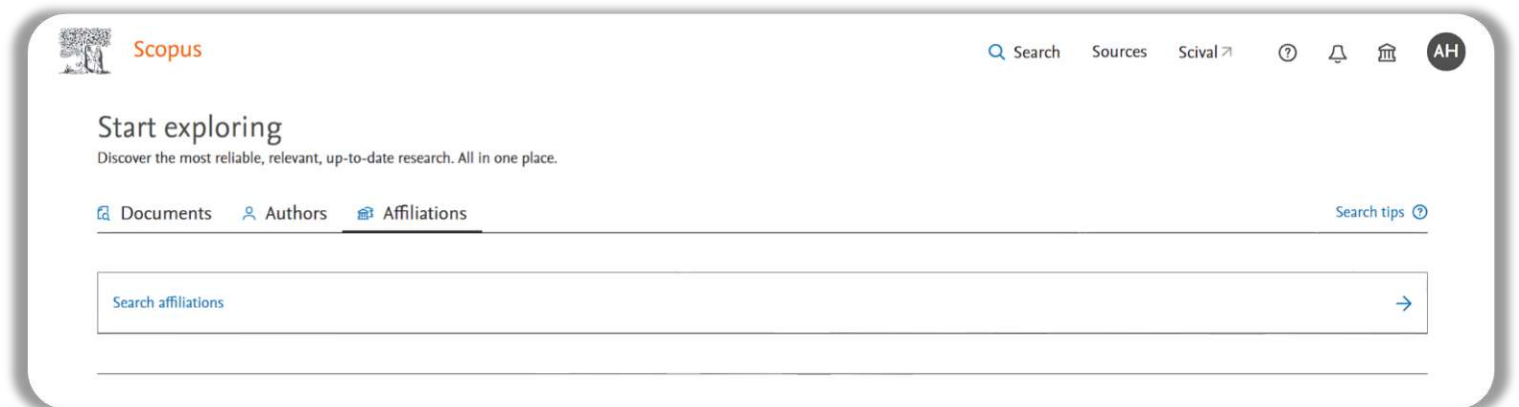 Scopus
Search Sources Scival AH
Start exploring
Discover the most reliable, relevant, up-to-date research. All in one place.
Documents Authors Affiliations Search tips
Search affiliations